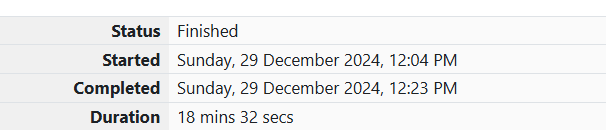 Status Finished
Started Sunday, 29 December 2024, 12:04 PM
Completed Sunday, 29 December 2024, 12:23 PM
Duration 18 mins 32 secs